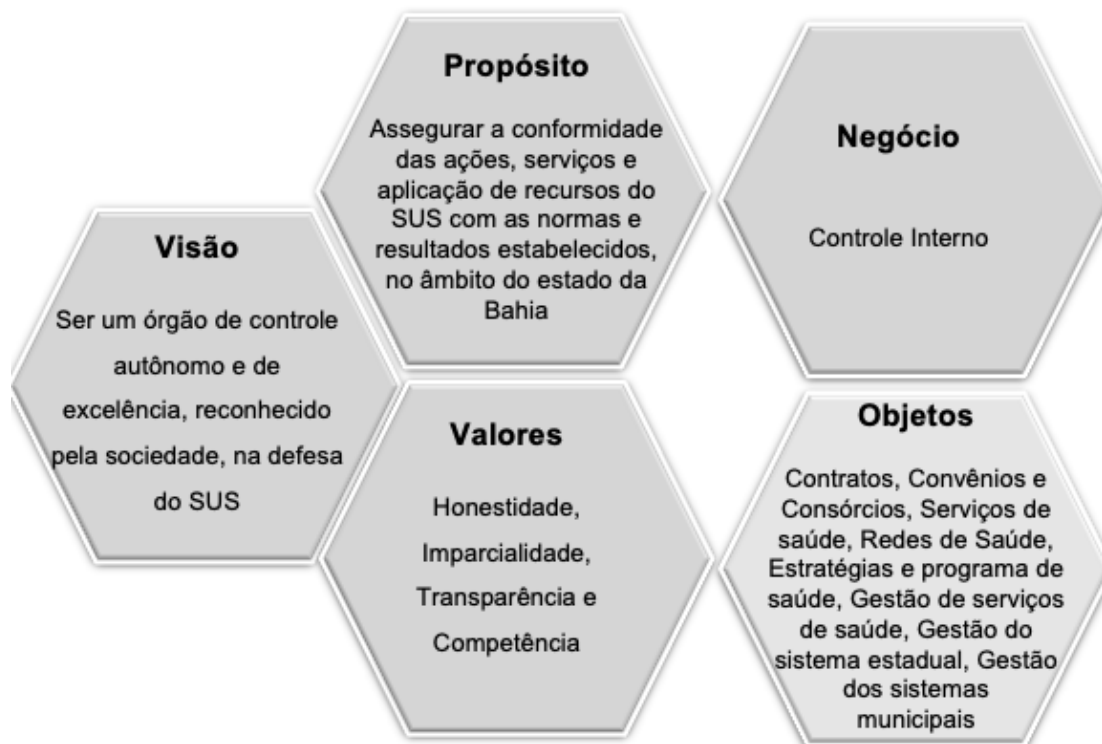 Propósito
Assegurar a conformidade
das ações, serviços e
aplicação de recursos do
SUS com as normas e
resultados estabelecidos,
no âmbito do estado da
Bahia
Negócio
Controle Interno
Visão
Ser um órgão de controle
autônomo e de
excelência, reconhecido
pela sociedade, na defesa
do SUS
Valores
Honestidade,
Imparcialidade,
Transparência e
Competência
Objetos
Contratos, Convênios e
Consórcios, Serviços de
saúde, Redes de Saúde,
Estratégias e programa de
saúde, Gestão de serviços
de saúde, Gestão do
sistema estadual, Gestão
dos sistemas
municipais